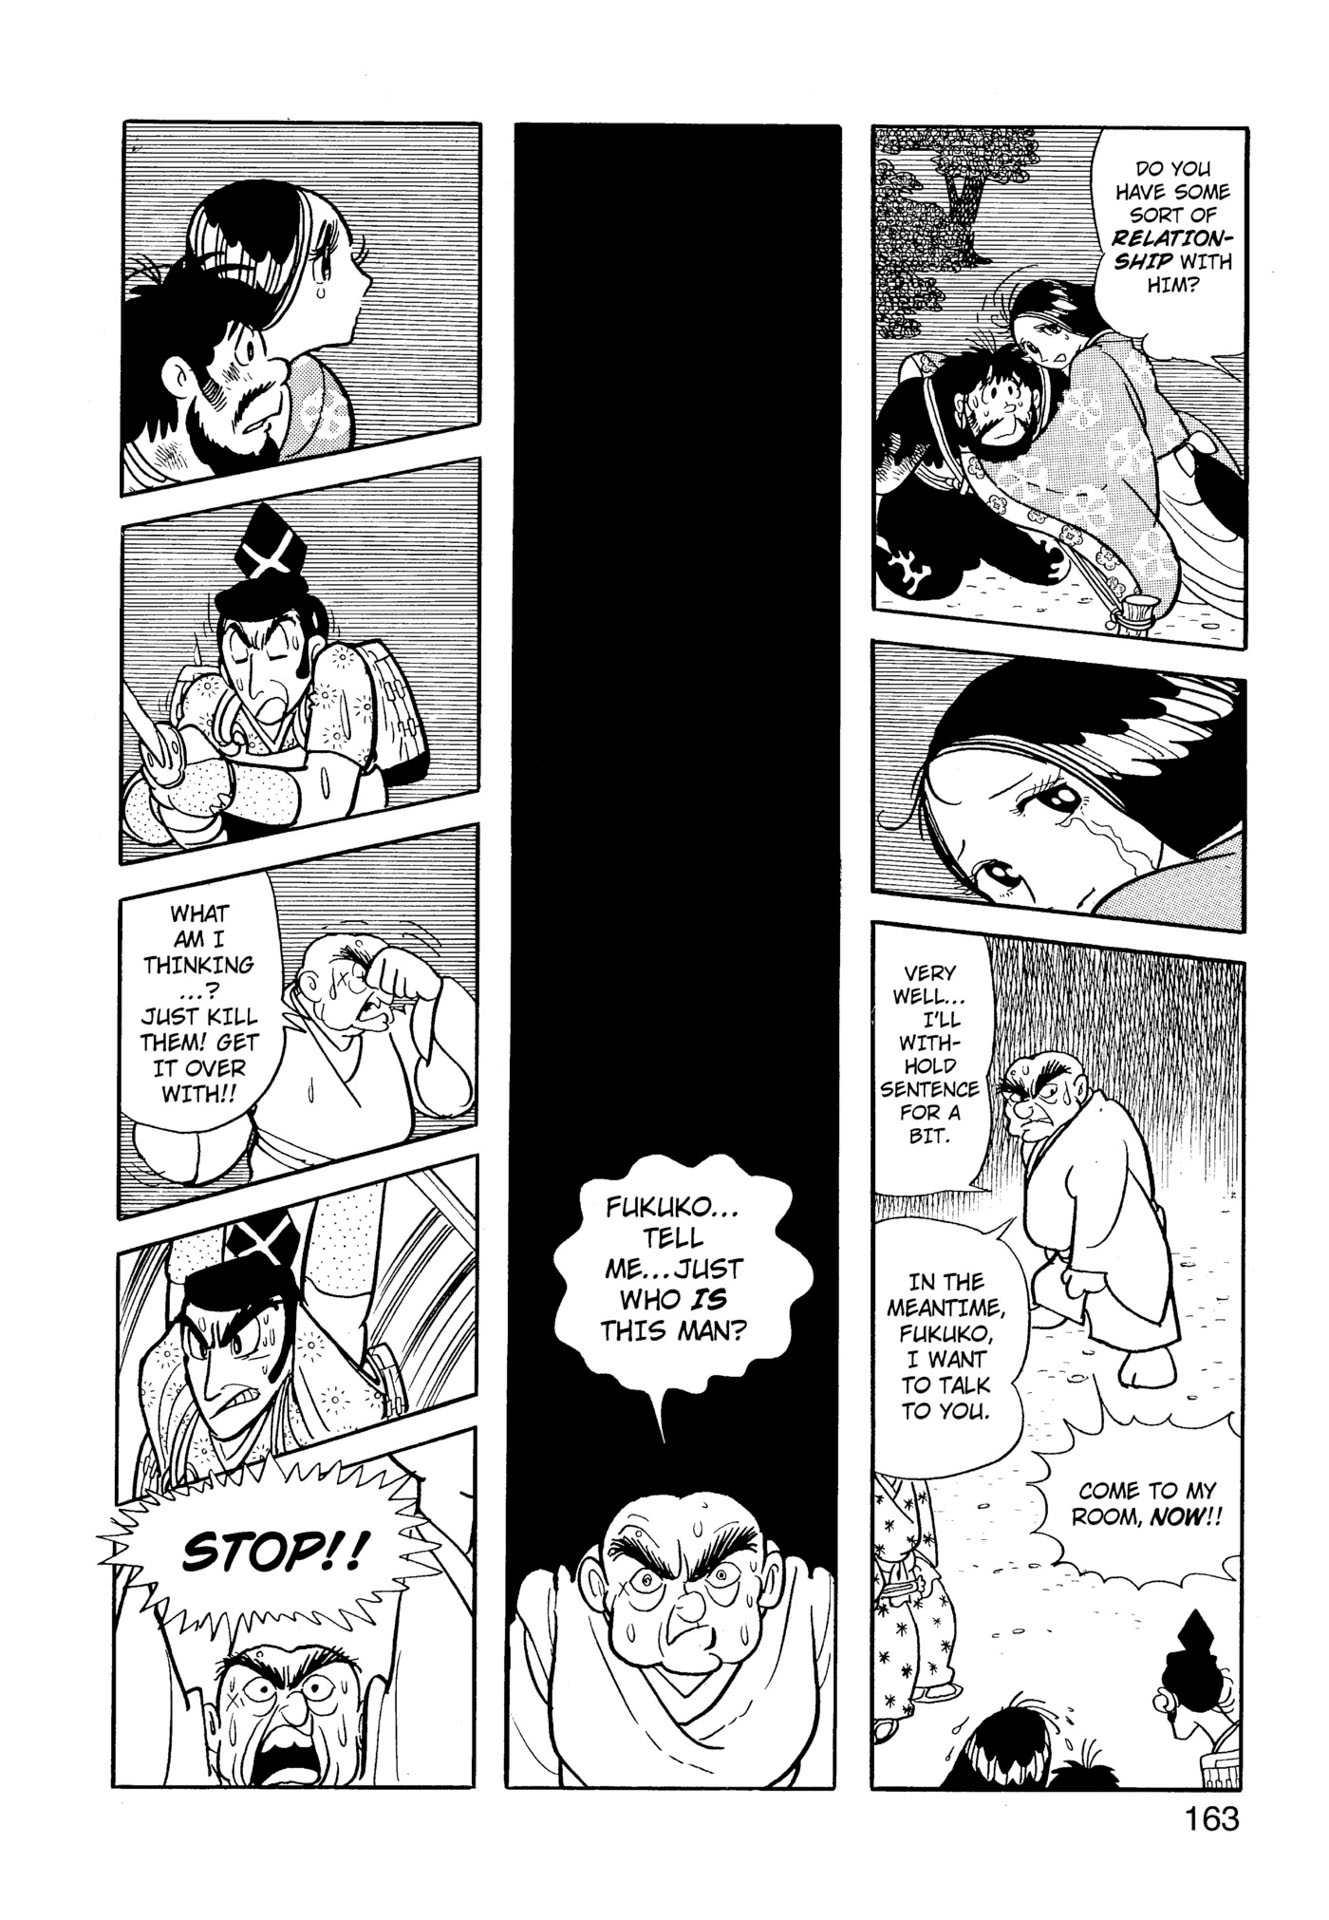 WHAT
AM I
THINKING
...?
JUST KILL
THEM! GET
IT OVER
WITH!!
STOP!!
FUKUKO...
TELL
ME...JUST
WHO IS
THIS MAN?
DO YOU
HAVE SOME
SORT OF
RELATION-
SHIP WITH
HIM?
VERY
WELL...
I'LL
WITH-
HOLD
SENTENCE
FOR A
BIT.
IN THE
MEANTIME,
FUKUKO,
I WANT
TO TALK
TO YOU.
COME TO MY
ROOM, NOW!!
163